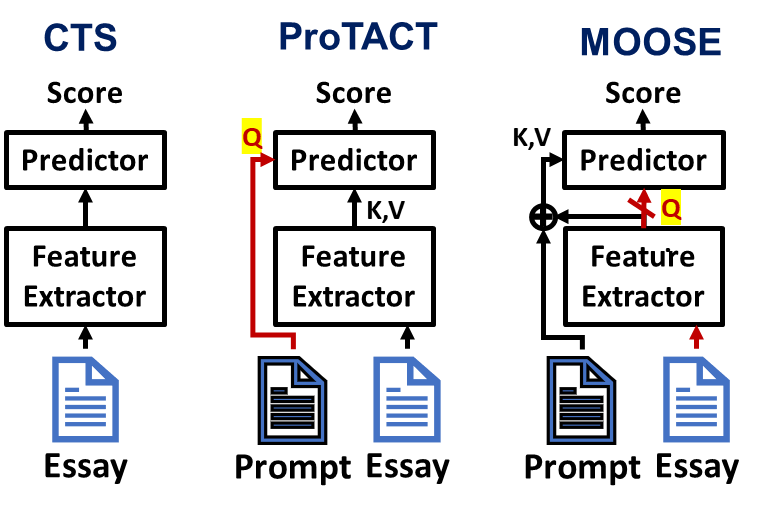 CTS
Score
Predictor
Feature
Extractor
Essay
ProTACT
Score
Q
Predictor
K,V
Feature
Extractor
Prompt
Essay
MOOSE
Score
K,V
Predictor
Q
Feature
Extractor
Prompt
Essay